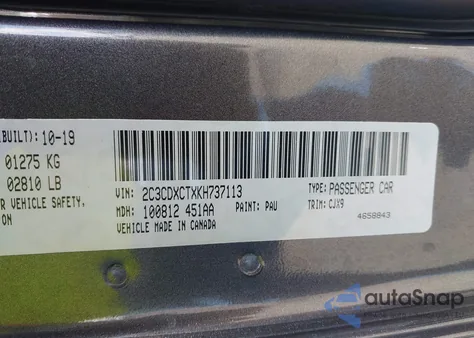 (BUILT): 10-19
01275 KG
02810 LB
R VEHICLE SAFETY,
ON
VIN: 2C3CDXCTXKH737113
TYPE: PASSENGER CAR
MDH: 100812 451AA
PAINT: PAU
TRIM: CJX9
VEHICLE MADE IN CANADA
4658843
autoSnap